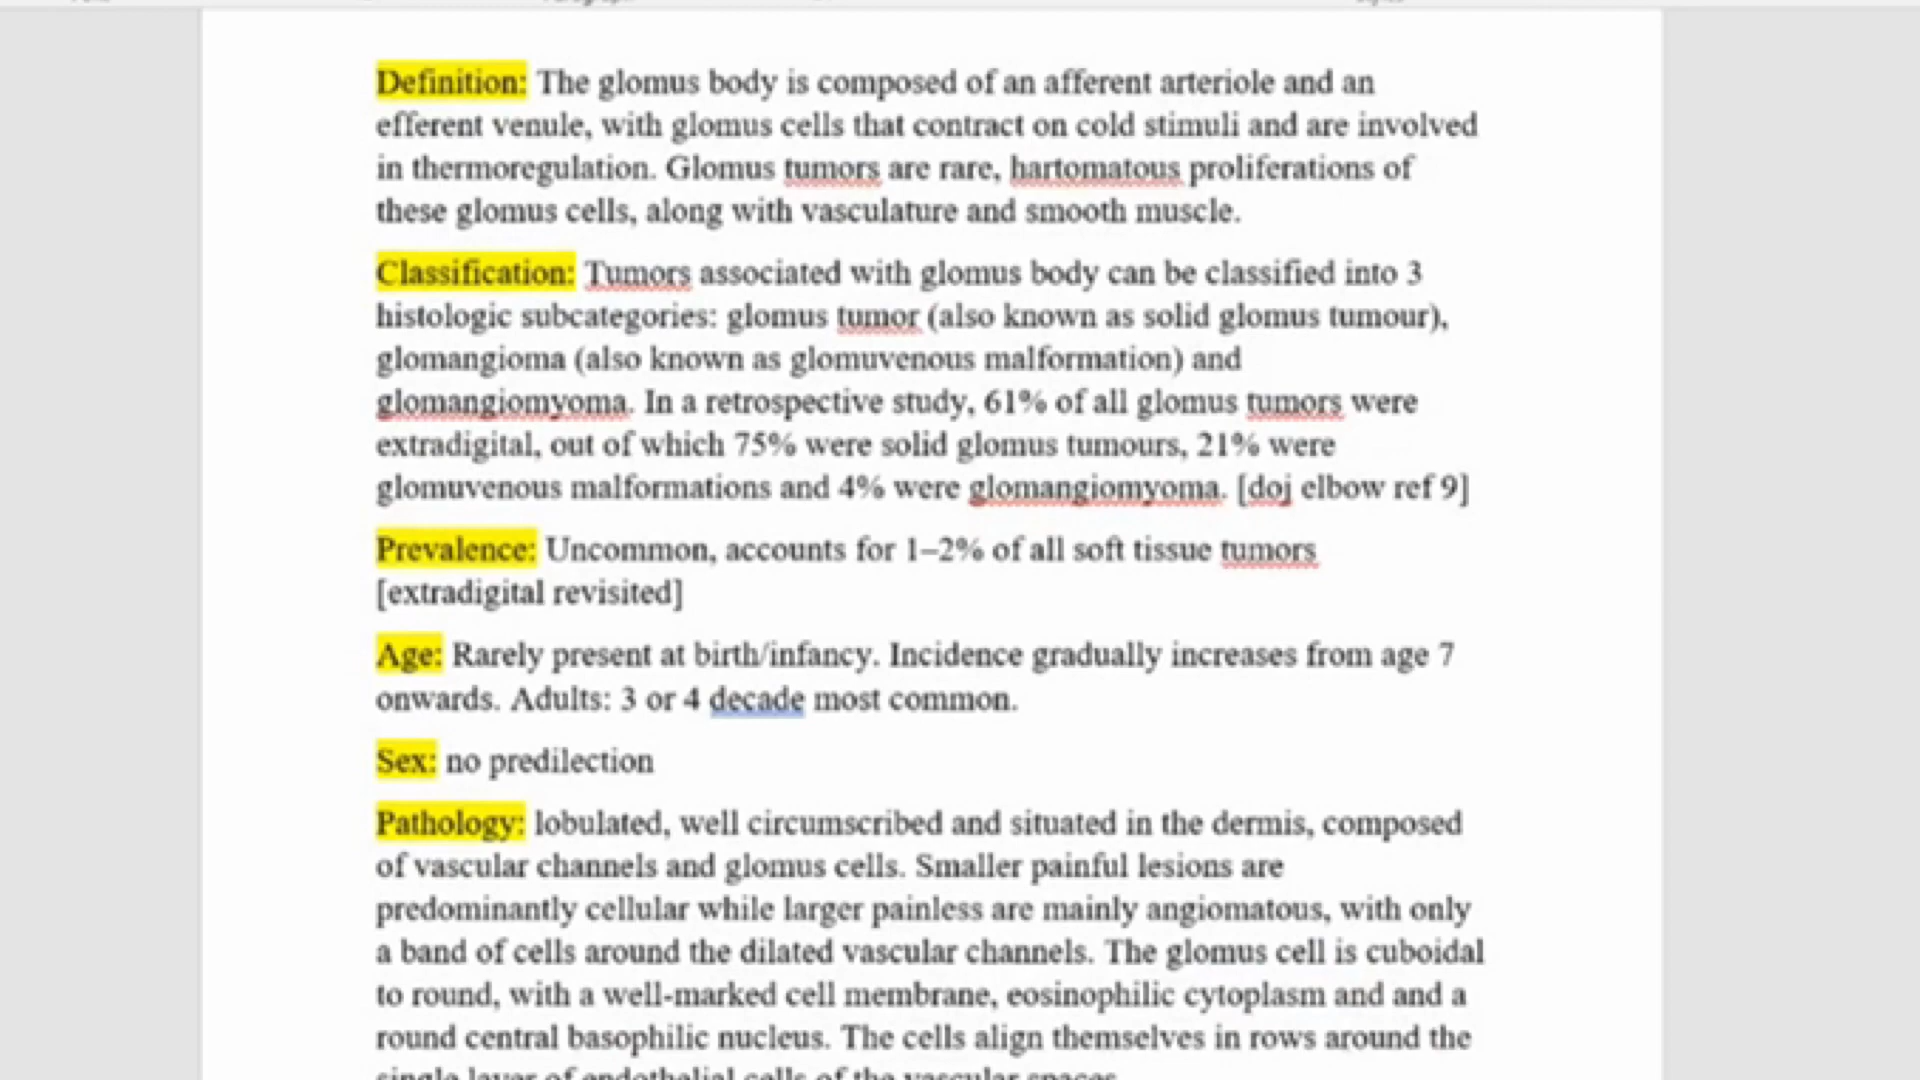 Definition: The glomus body is composed of an afferent arteriole and an
efferent venule, with glomus cells that contract on cold stimuli and are involved
in thermoregulation. Glomus tumors are rare, hartomatous proliferations of
these glomus cells, along with vasculature and smooth muscle.
Classification: Tumors associated with glomus body can be classified into 3
histologic subcategories: glomus tumor (also known as solid glomus tumour),
glomangioma (also known as glomuvenous malformation) and
glomangiomyoma. In a retrospective study, 61% of all glomus tumors were
extradigital, out of which 75% were solid glomus tumours, 21% were
glomuvenous malformations and 4% were glomangiomyoma. [doj elbow ref 9]
Prevalence: Uncommon, accounts for 1–2% of all soft tissue tumors
[extradigital revisited]
Age: Rarely present at birth/infancy. Incidence gradually increases from age 7
onwards. Adults: 3 or 4 decade most common.
Sex: no predilection
Pathology: lobulated, well circumscribed and situated in the dermis, composed
of vascular channels and glomus cells. Smaller painful lesions are
predominantly cellular while larger painless are mainly angiomatous, with only
a band of cells around the dilated vascular channels. The glomus cell is cuboidal
to round, with a well-marked cell membrane, eosinophilic cytoplasm and and a
round central basophilic nucleus. The cells align themselves in rows around the
single layer of endothelial cells of the vascular spaces.